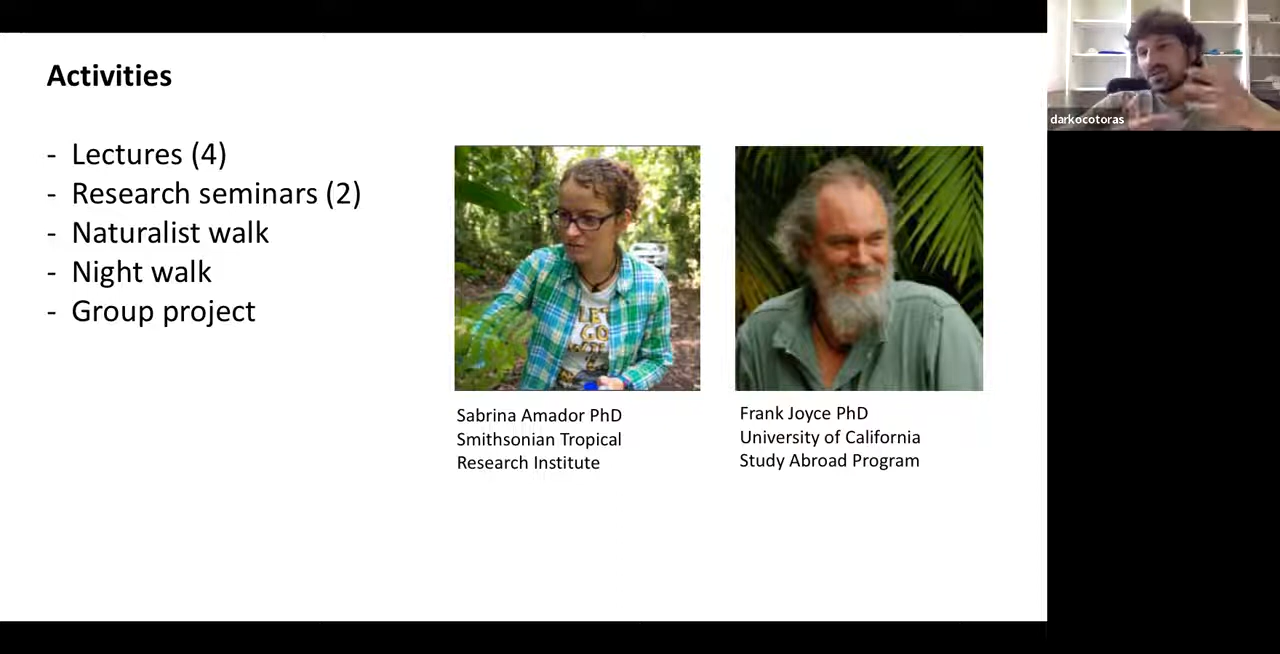 Activities
- Lectures (4)
- Research seminars (2)
- Naturalist walk
- Night walk
- Group project
Sabrina Amador PhD
Smithsonian Tropical
Research Institute
Frank Joyce PhD
University of California
Study Abroad Program
darkocotoras